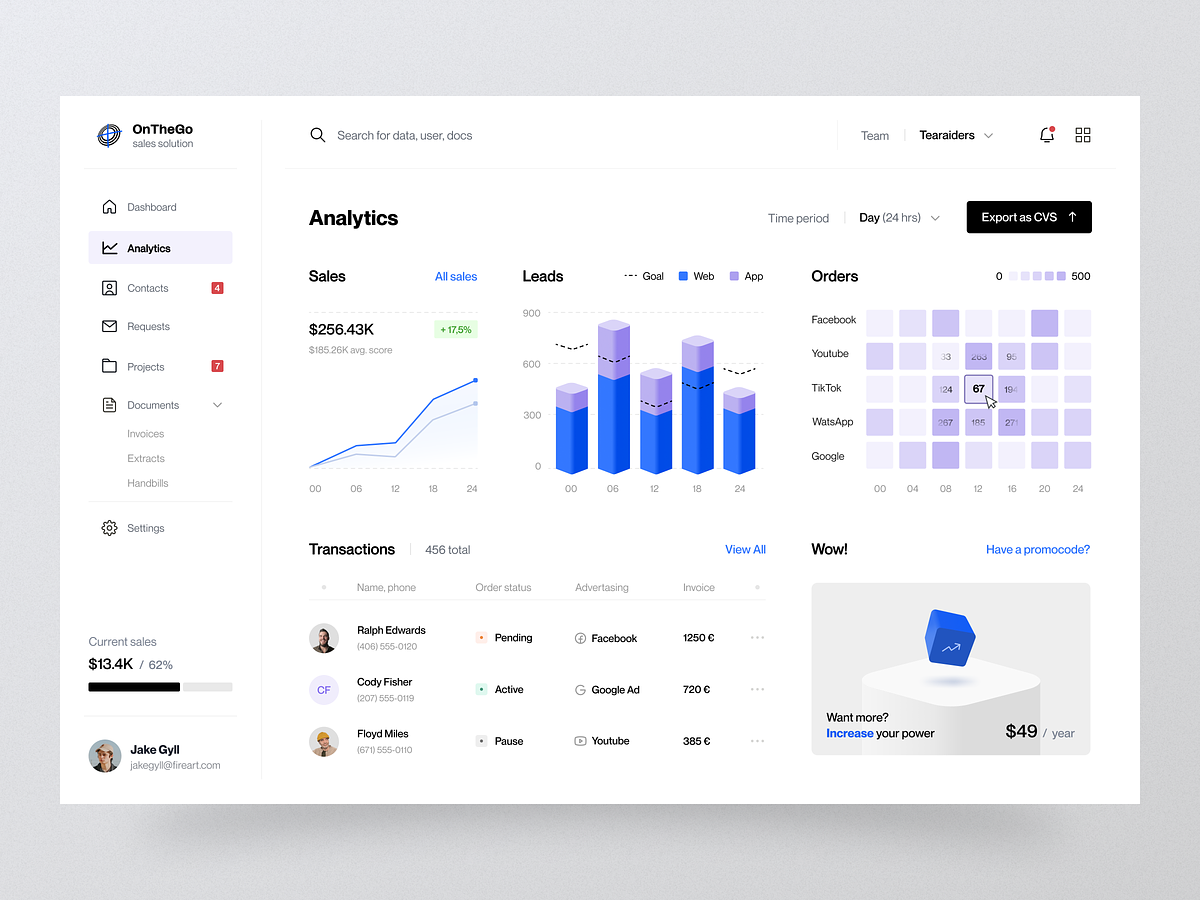 OnTheGo
sales solution
Search for data, user, docs
Team
Tearaiders
Dashboard
Analytics
Contacts
4
Requests
Projects
7
Documents
Invoices
Extracts
Handbills
Settings
Current sales
$13.4K / 62%
Jake Gyll
jakegyll@fireart.com
Analytics
Time period
Day (24 hrs)
Export as CVS
Sales
All sales
$256.43K
+ 17,5%
$185.26K avg. score
00 06 12 18 24
Leads
Goal
Web
App
900
600
300
0
00 06 12 18 24
Orders
0
500
Facebook
Youtube
33 263 95
TikTok
124 67 194
WatsApp
267 185 271
Google
00 04 08 12 16 20 24
Transactions
456 total
View All
Name, phone
Order status
Advertasing
Invoice
Ralph Edwards
(406) 555-0120
Pending
Facebook
1250 €
CF
Cody Fisher
(207) 555-0119
Active
Google Ad
720 €
Floyd Miles
(671) 555-0110
Pause
Youtube
385 €
Wow!
Have a promocode?
Want more?
Increase your power
$49 / year